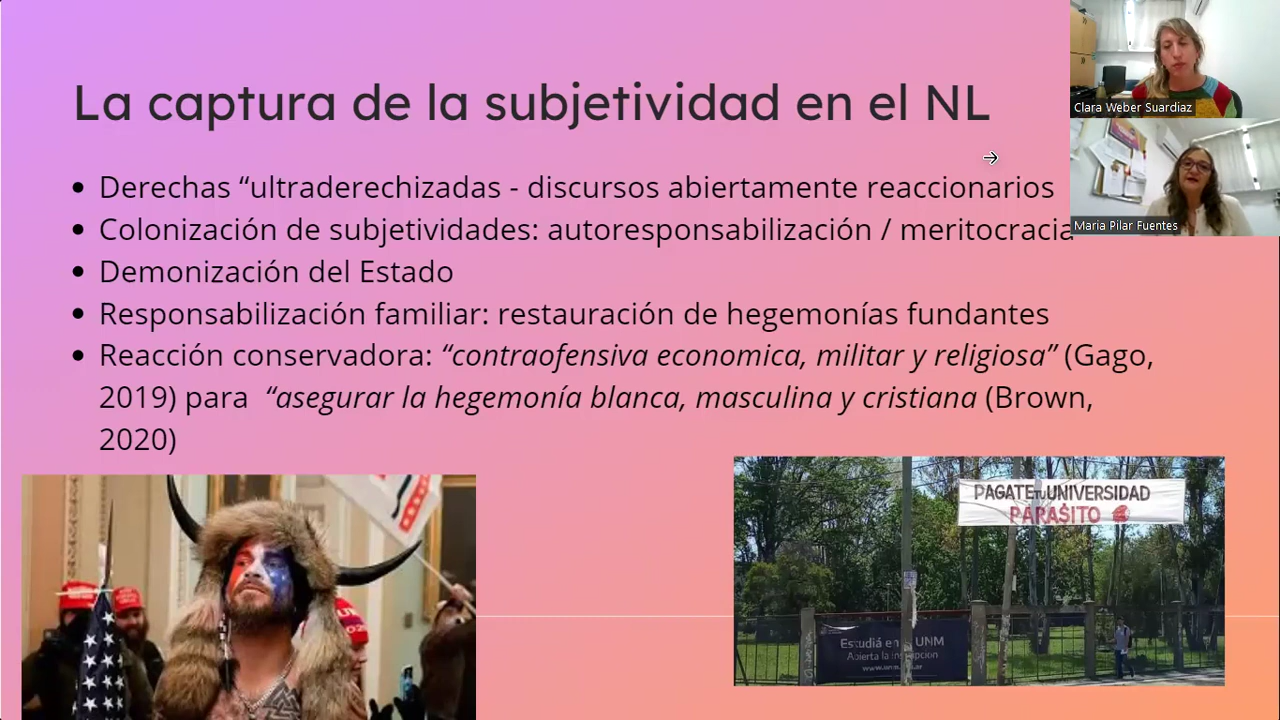 La captura de la subjetividad en el NL
Derechas “ultraderechizadas - discursos abiertamente reaccionarios
Colonización de subjetividades: autoresponsabilización / meritocracia
Demonización del Estado
Responsabilización familiar: restauración de hegemonías fundantes
Reacción conservadora: “contraofensiva economica, militar y religiosa” (Gago,
2019) para “asegurar la hegemonía blanca, masculina y cristiana (Brown,
2020)
Clara Weber Suardiaz
Maria Pilar Fuentes
PAGATE TU UNIVERSIDAD
PARASITO
Estudiá en UNM
Abierta la